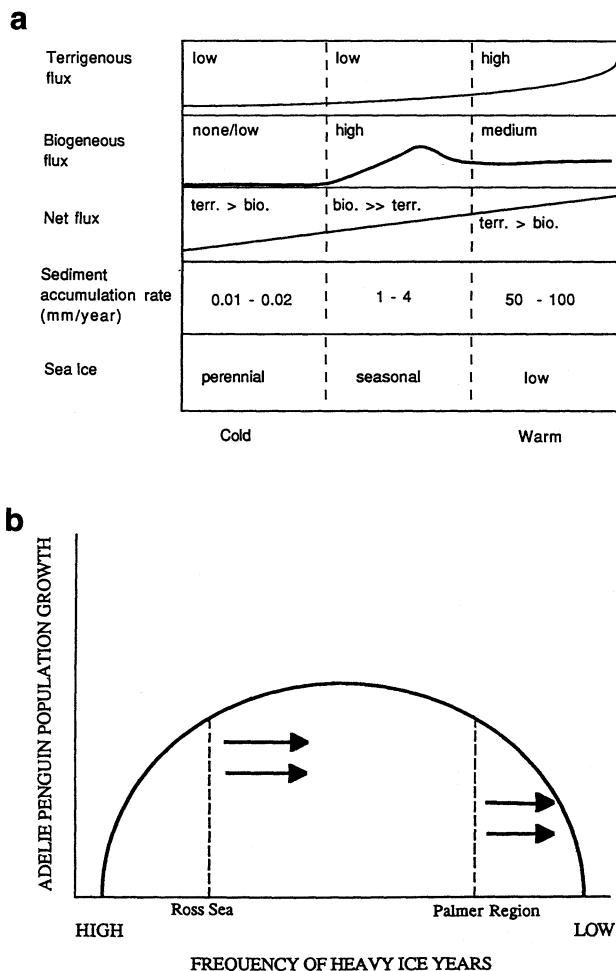 a
Terrigenous
flux
low
low
high
Biogeneous
flux
none/low
high
medium
Net flux
terr. > bio.
bio. >> terr.
terr. > bio.
Sediment
accumulation rate
(mm/year)
0.01 - 0.02
1 - 4
50 - 100
Sea Ice
perennial
seasonal
low
Cold
Warm
b
ADELIE PENGUIN POPULATION GROWTH
Ross Sea
Palmer Region
HIGH
LOW
FREQUENCY OF HEAVY ICE YEARS